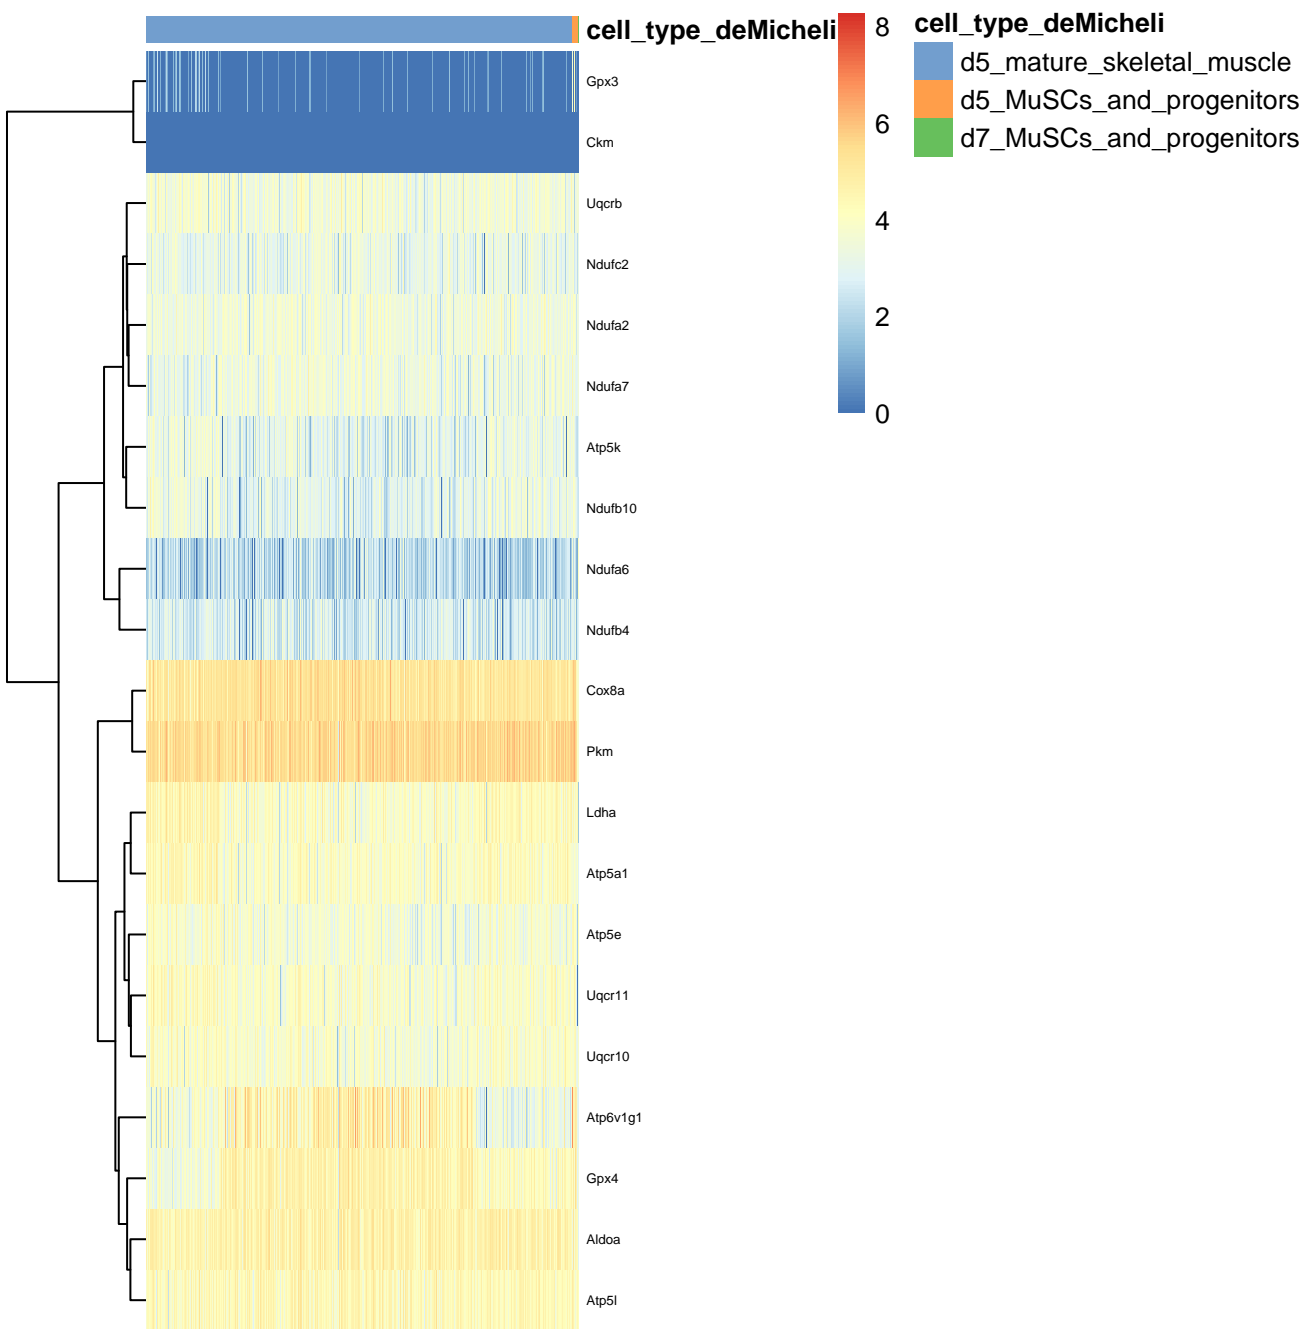 cell_type_deMicheli
8
6
4
2
0
cell_type_deMicheli
d5_mature_skeletal_muscle
d5_MuSCs_and_progenitors
d7_MuSCs_and_progenitors
Gpx3
Ckm
Uqcrb
Ndufc2
Ndufa2
Ndufa7
Atp5k
Ndufb10
Ndufa6
Ndufb4
Cox8a
Pkm
Ldha
Atp5a1
Atp5e
Uqcr11
Uqcr10
Atp6v1g1
Gpx4
Aldoa
Atp5l